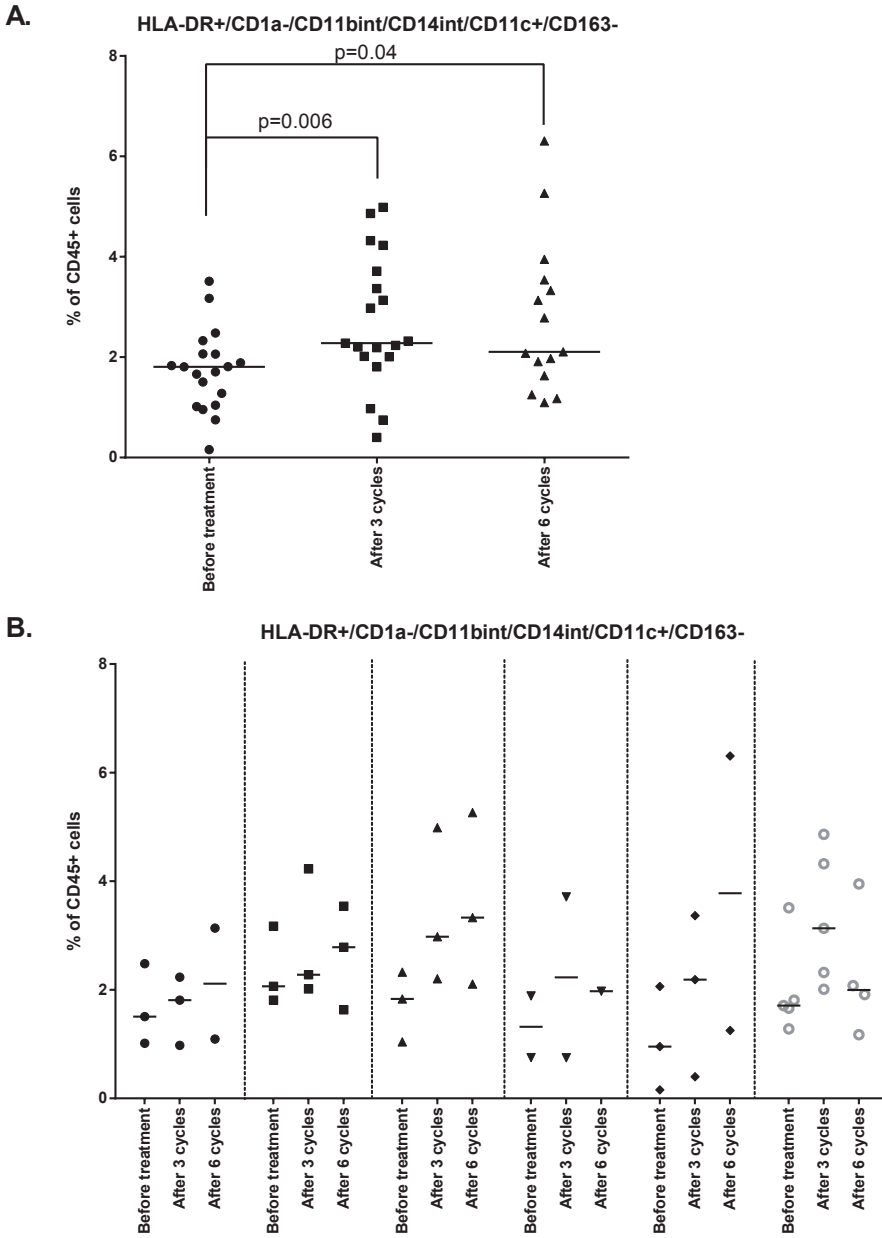 A.
HLA-DR+/CD1a-/CD11bint/CD14int/CD11c+/CD163-
p=0.04
p=0.006
8
6
4
2
0
% of CD45+ cells
Before treatment
After 3 cycles
After 6 cycles
B.
HLA-DR+/CD1a-/CD11bint/CD14int/CD11c+/CD163-
8
6
4
2
0
% of CD45+ cells
Before treatment
After 3 cycles
After 6 cycles
Before treatment
After 3 cycles
After 6 cycles
Before treatment
After 3 cycles
After 6 cycles
Before treatment
After 3 cycles
After 6 cycles
Before treatment
After 3 cycles
After 6 cycles
Before treatment
After 3 cycles
After 6 cycles